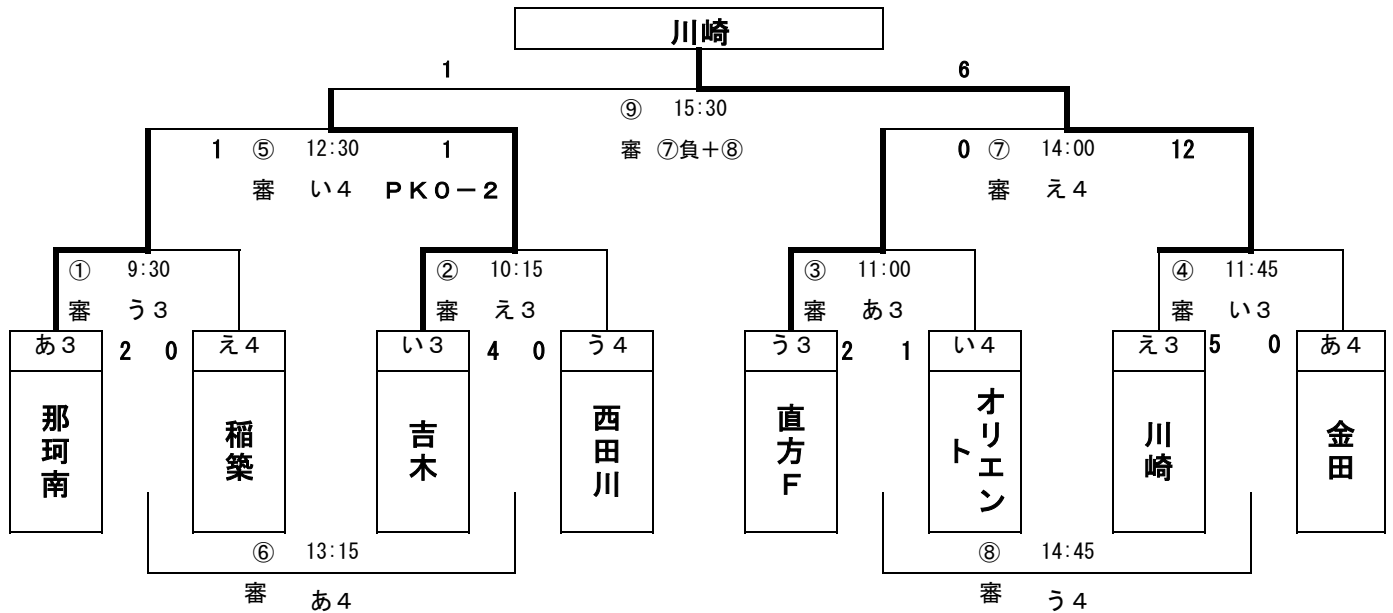 川崎
1 6
⑨ 15:30
審 ⑦負+⑧
1 ⑤ 12:30 1
審 い4 PK0-2
0 ⑦ 14:00 12
審 え4
① 9:30
審 う3
② 10:15
審 え3
③ 11:00
審 あ3
④ 11:45
審 い3
あ3 2 0 え4 い3 4 0 う4 う3 2 1 い4 え3 5 0 あ4
那珂南
稲築
吉木
西田川
直方F
オリエント
川崎
金田
⑥ 13:15
審 あ4
⑧ 14:45
審 う4